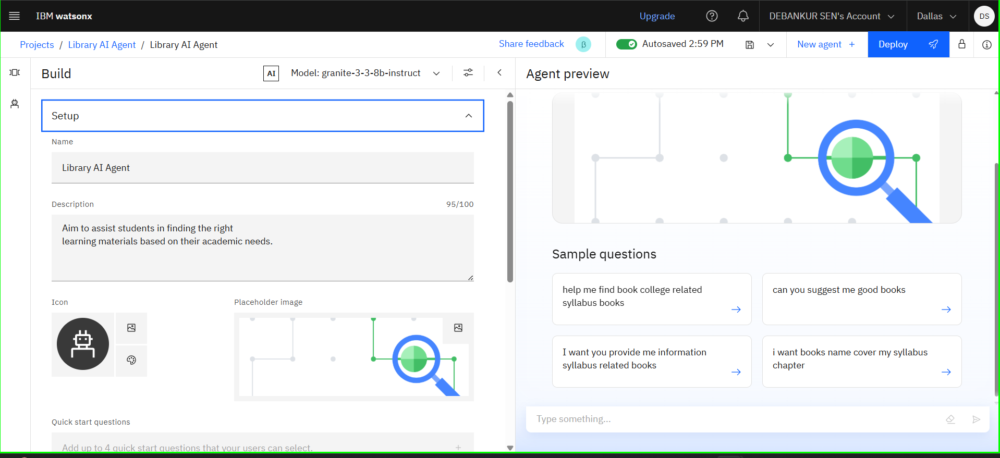 IBM watsonx
Upgrade
DEBANKUR SEN's Account
Dallas
DS
Projects / Library AI Agent / Library AI Agent
Share feedback
β
Autosaved 2:59 PM
New agent +
Deploy
Build
AI
Model: granite-3-3-8b-instruct
Agent preview
Setup
Name
Library AI Agent
Description
95/100
Aim to assist students in finding the right
learning materials based on their academic needs.
Icon
Placeholder image
Quick start questions
Add up to 4 quick start questions that your users can select.
Sample questions
help me find book college related
syllabus books
can you suggest me good books
I want you provide me information
syllabus related books
i want books name cover my syllabus
chapter
Type something...